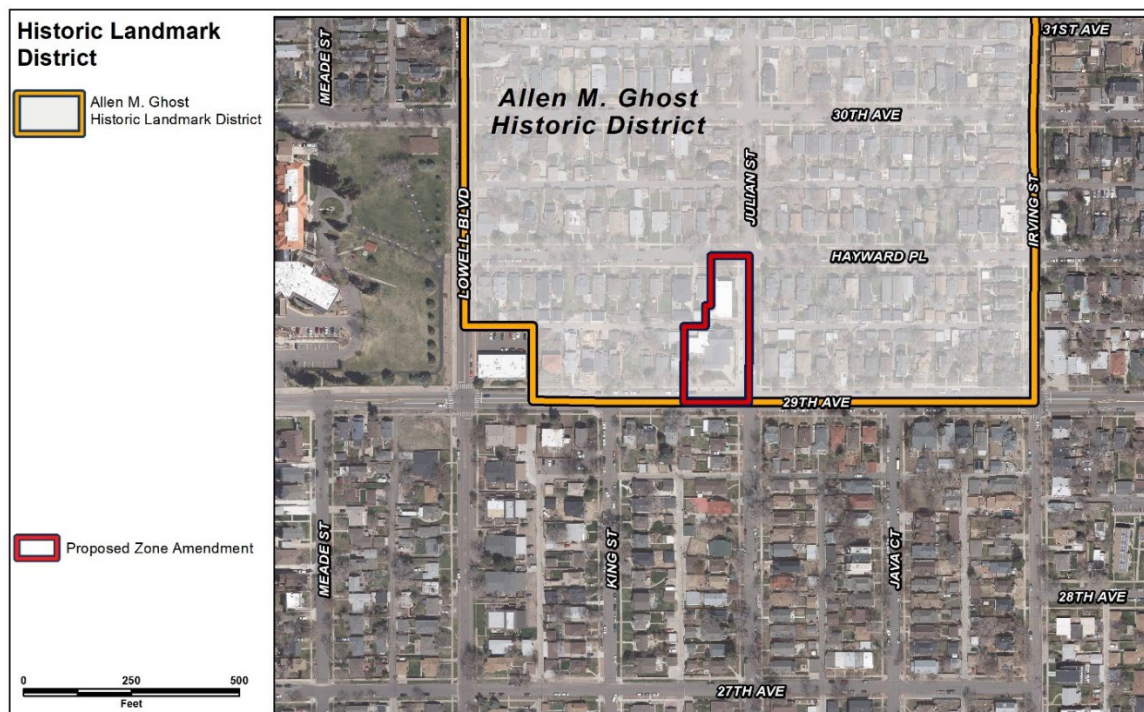 Historic Landmark
District
Allen M. Ghost
Historic Landmark District
Proposed Zone Amendment
0 250 500
Feet
MEADE ST
31ST AVE
Allen M. Ghost
Historic District
30TH AVE
JULIAN ST
LOWELL BLVD
IRVING ST
HAYWARD PL
29TH AVE
MEADE ST
KING ST
JAVA CT
28TH AVE
27TH AVE